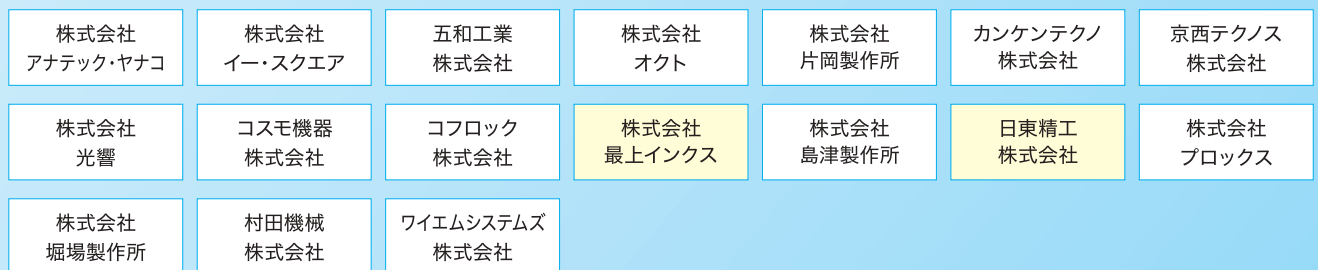 株式会社
アナテック・ヤナコ
株式会社
イー・スクエア
五和工業
株式会社
株式会社
オクト
株式会社
片岡製作所
カンケンテクノ
株式会社
京西テクノス
株式会社
株式会社
光響
コスモ機器
株式会社
コフロック
株式会社
株式会社
最上インクス
株式会社
島津製作所
日東精工
株式会社
株式会社
プロックス
株式会社
堀場製作所
村田機械
株式会社
ワイエムシステムズ
株式会社